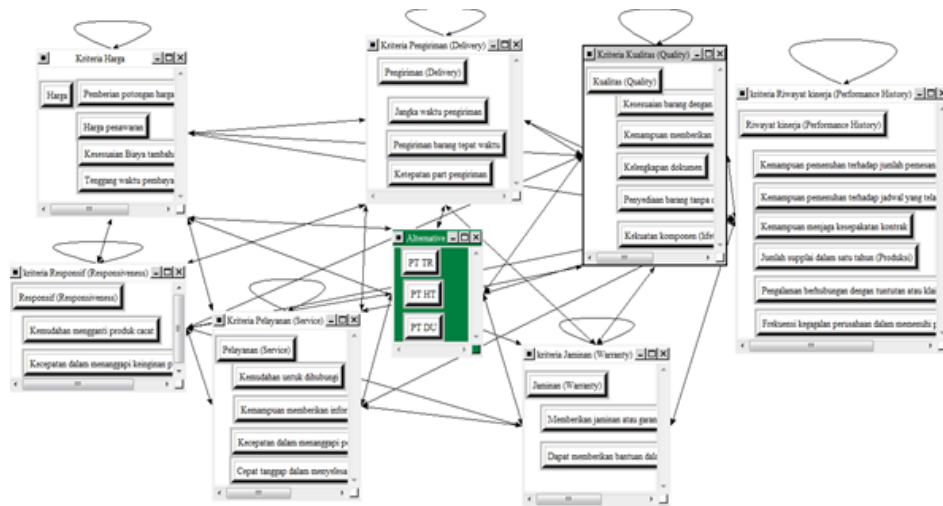 Kriteria Harga
Harga
Pemberian potongan harga
Harga penawaran
Kesesuaian Biaya tambaha
Tenggang waktu pembaya
Kriteria Pengiriman (Delivery)
Pengiriman (Delivery)
Jangka waktu pengiriman
Pengiriman barang tepat waktu
Ketepatan part pengiriman
Kriteria Kualitas (Quality)
Kualitas (Quality)
Kesesuaian barang dengan
Kemampuan memberikan
Kelengkapan dokumen
Penyediaan barang tanpa c
Kekuatan komponen (life
kriteria Riwayat kinerja (Performance History)
Riwayat kinerja (Performance History)
Kemampuan pemenuhan terhadap jumlah pemesan
Kemampuan pemenuhan terhadap jadwal yang tela
Kemampuan menjaga kesepakatan kontrak
Jumlah supplai dalam satu tahun (Produksi)
Pengalaman berhubungan dengan tuntutan atau klai
Frekuensi kegagalan perusahaan dalam memenuhi p
kriteria Responsif (Responsiveness)
Responsif (Responsiveness)
Kemudahan mengganti produk cacat
Kecepatan dalam menanggapi keinginan p
Alternative
PT TR
PT HT
PT DU
Kriteria Pelayanan (Service)
Pelayanan (Service)
Kemudahan untuk dihubungi
Kemampuan memberikan infor
Kecepatan dalam menanggapi pe
Cepat tanggap dalam menyelesa
kriteria Jaminan (Warranty)
Jaminan (Warranty)
Memberikan jaminan atau garan
Dapat memberikan bantuan dala